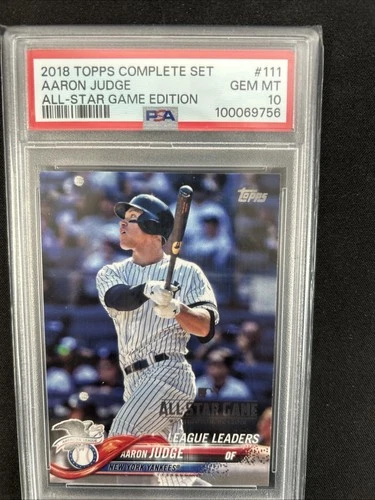 2018 TOPPS COMPLETE SET #111
AARON JUDGE GEM MT
ALL-STAR GAME EDITION 10
PSA 100069756
Topps
ALL-STAR GAME
LEAGUE LEADERS
AARON JUDGE OF
NEW YORK YANKEES